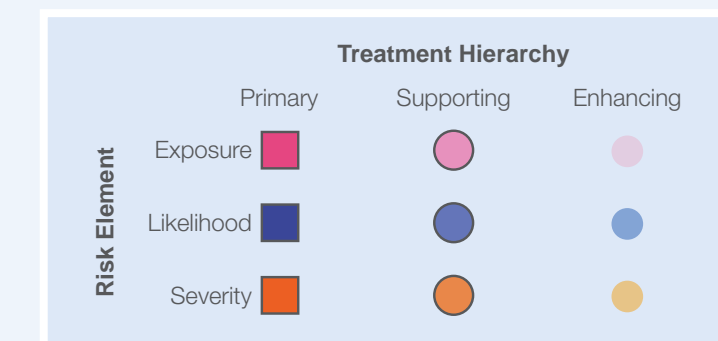 Treatment Hierarchy
Primary Supporting Enhancing
Risk Element
Exposure
Likelihood
Severity